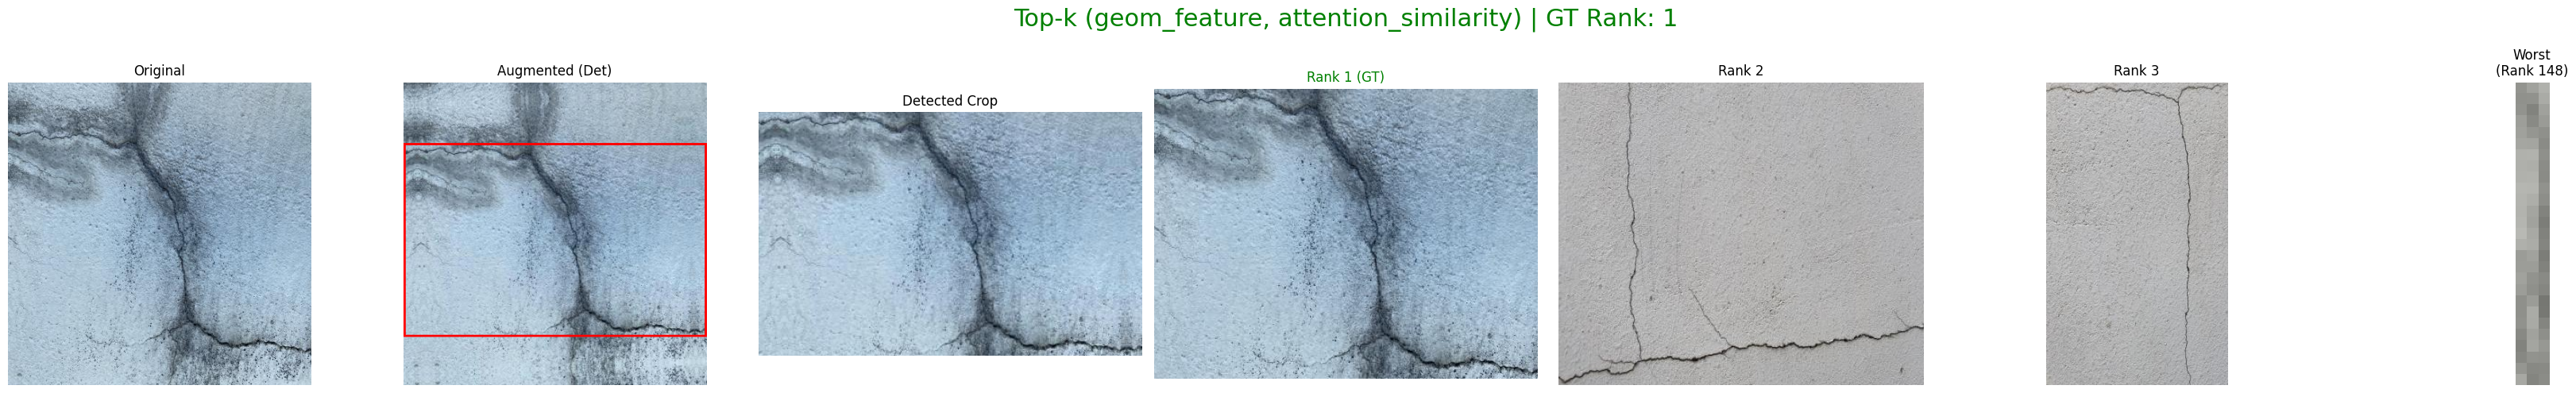 Top-k (geom_feature, attention_similarity) | GT Rank: 1
Original
Augmented (Det)
Detected Crop
Rank 1 (GT)
Rank 2
Rank 3
Worst
(Rank 148)